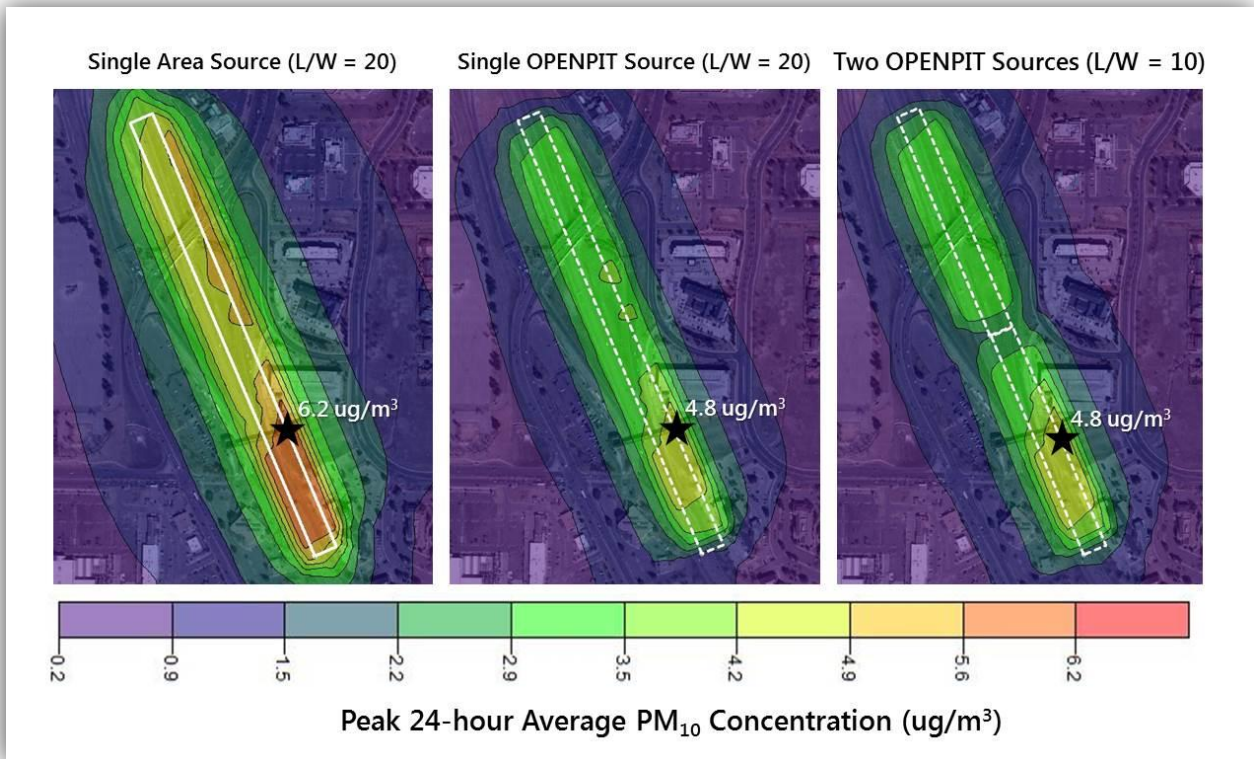 Single Area Source (L/W = 20)
Single OPENPIT Source (L/W = 20)
Two OPENPIT Sources (L/W = 10)
6.2 ug/m³
4.8 ug/m³
4.8 ug/m³
0.2 0.9 1.5 2.2 2.9 3.5 4.2 4.9 5.6 6.2
Peak 24-hour Average PM₁₀ Concentration (ug/m³)